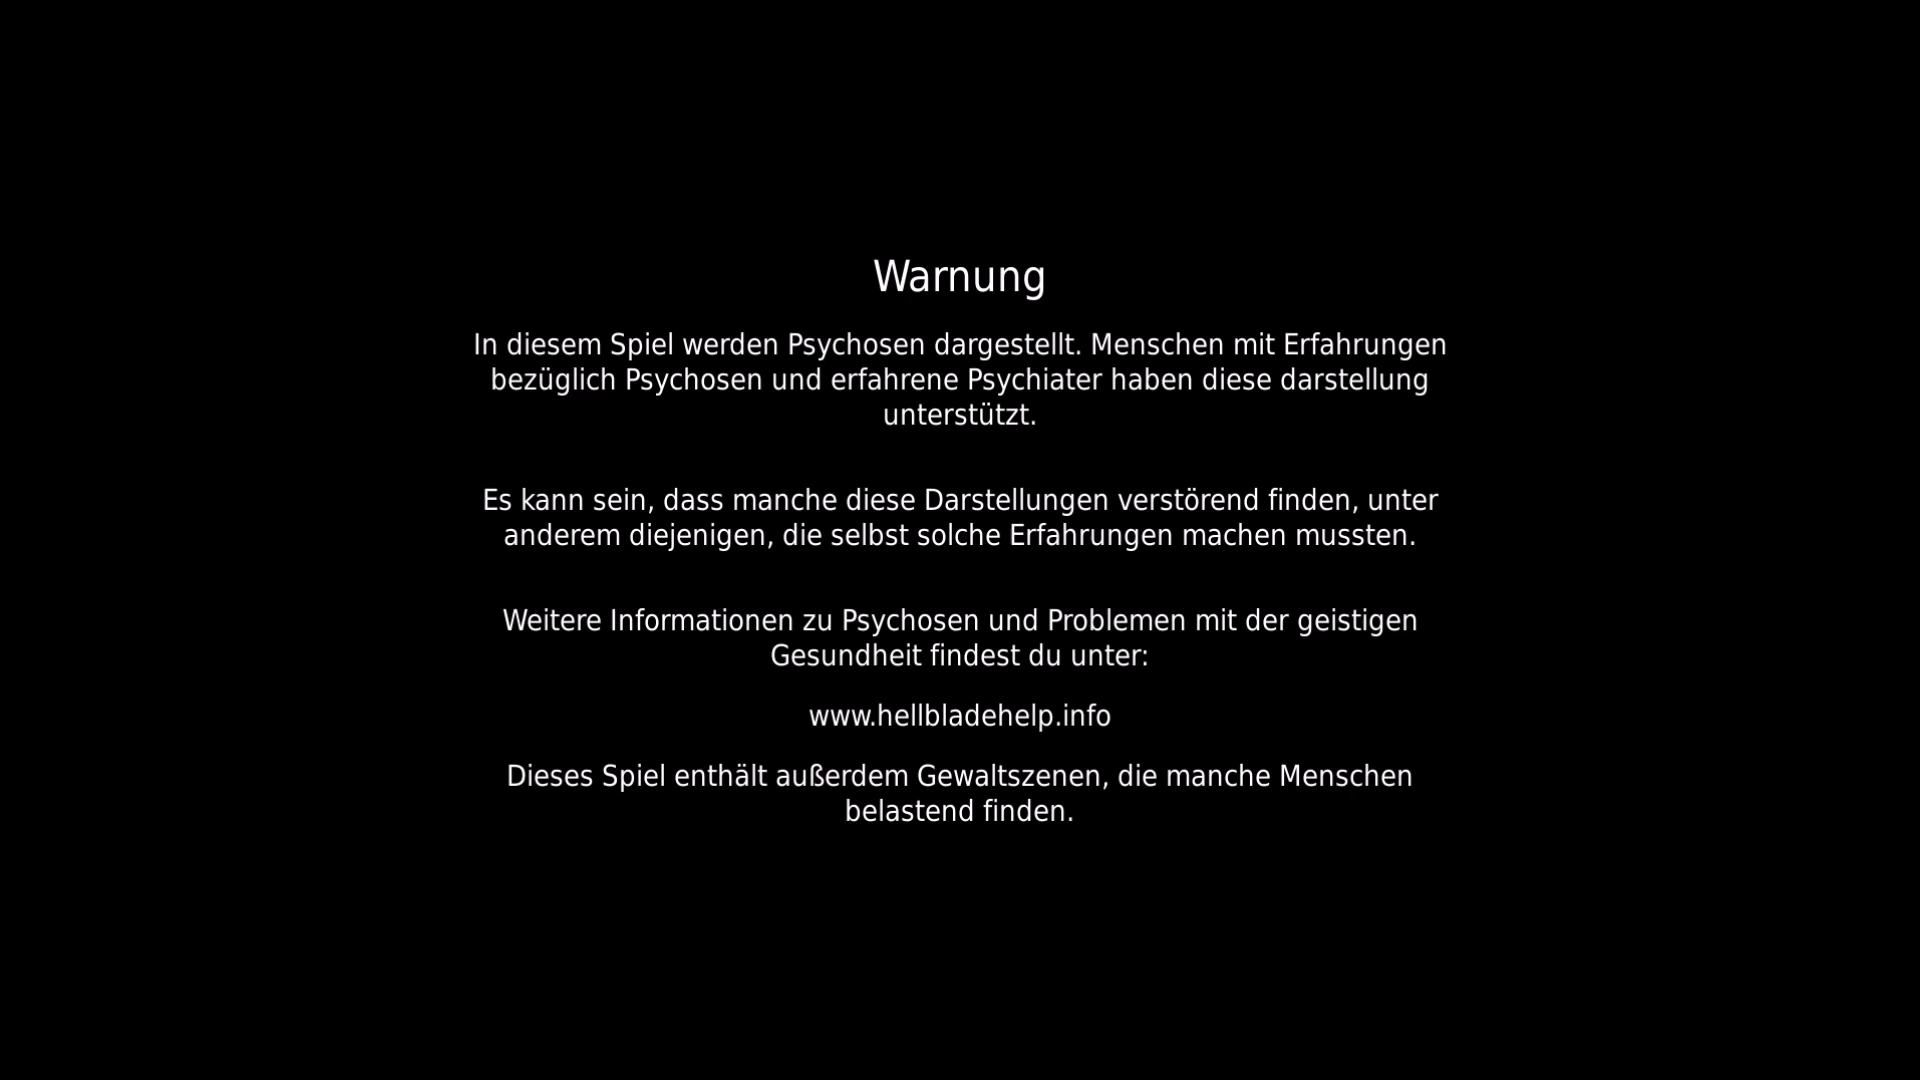 Warnung
In diesem Spiel werden Psychosen dargestellt. Menschen mit Erfahrungen
bezüglich Psychosen und erfahrene Psychiater haben diese darstellung
unterstützt.
Es kann sein, dass manche diese Darstellungen verstörend finden, unter
anderem diejenigen, die selbst solche Erfahrungen machen mussten.
Weitere Informationen zu Psychosen und Problemen mit der geistigen
Gesundheit findest du unter:
www.hellbladehelp.info
Dieses Spiel enthält außerdem Gewaltszenen, die manche Menschen
belastend finden.